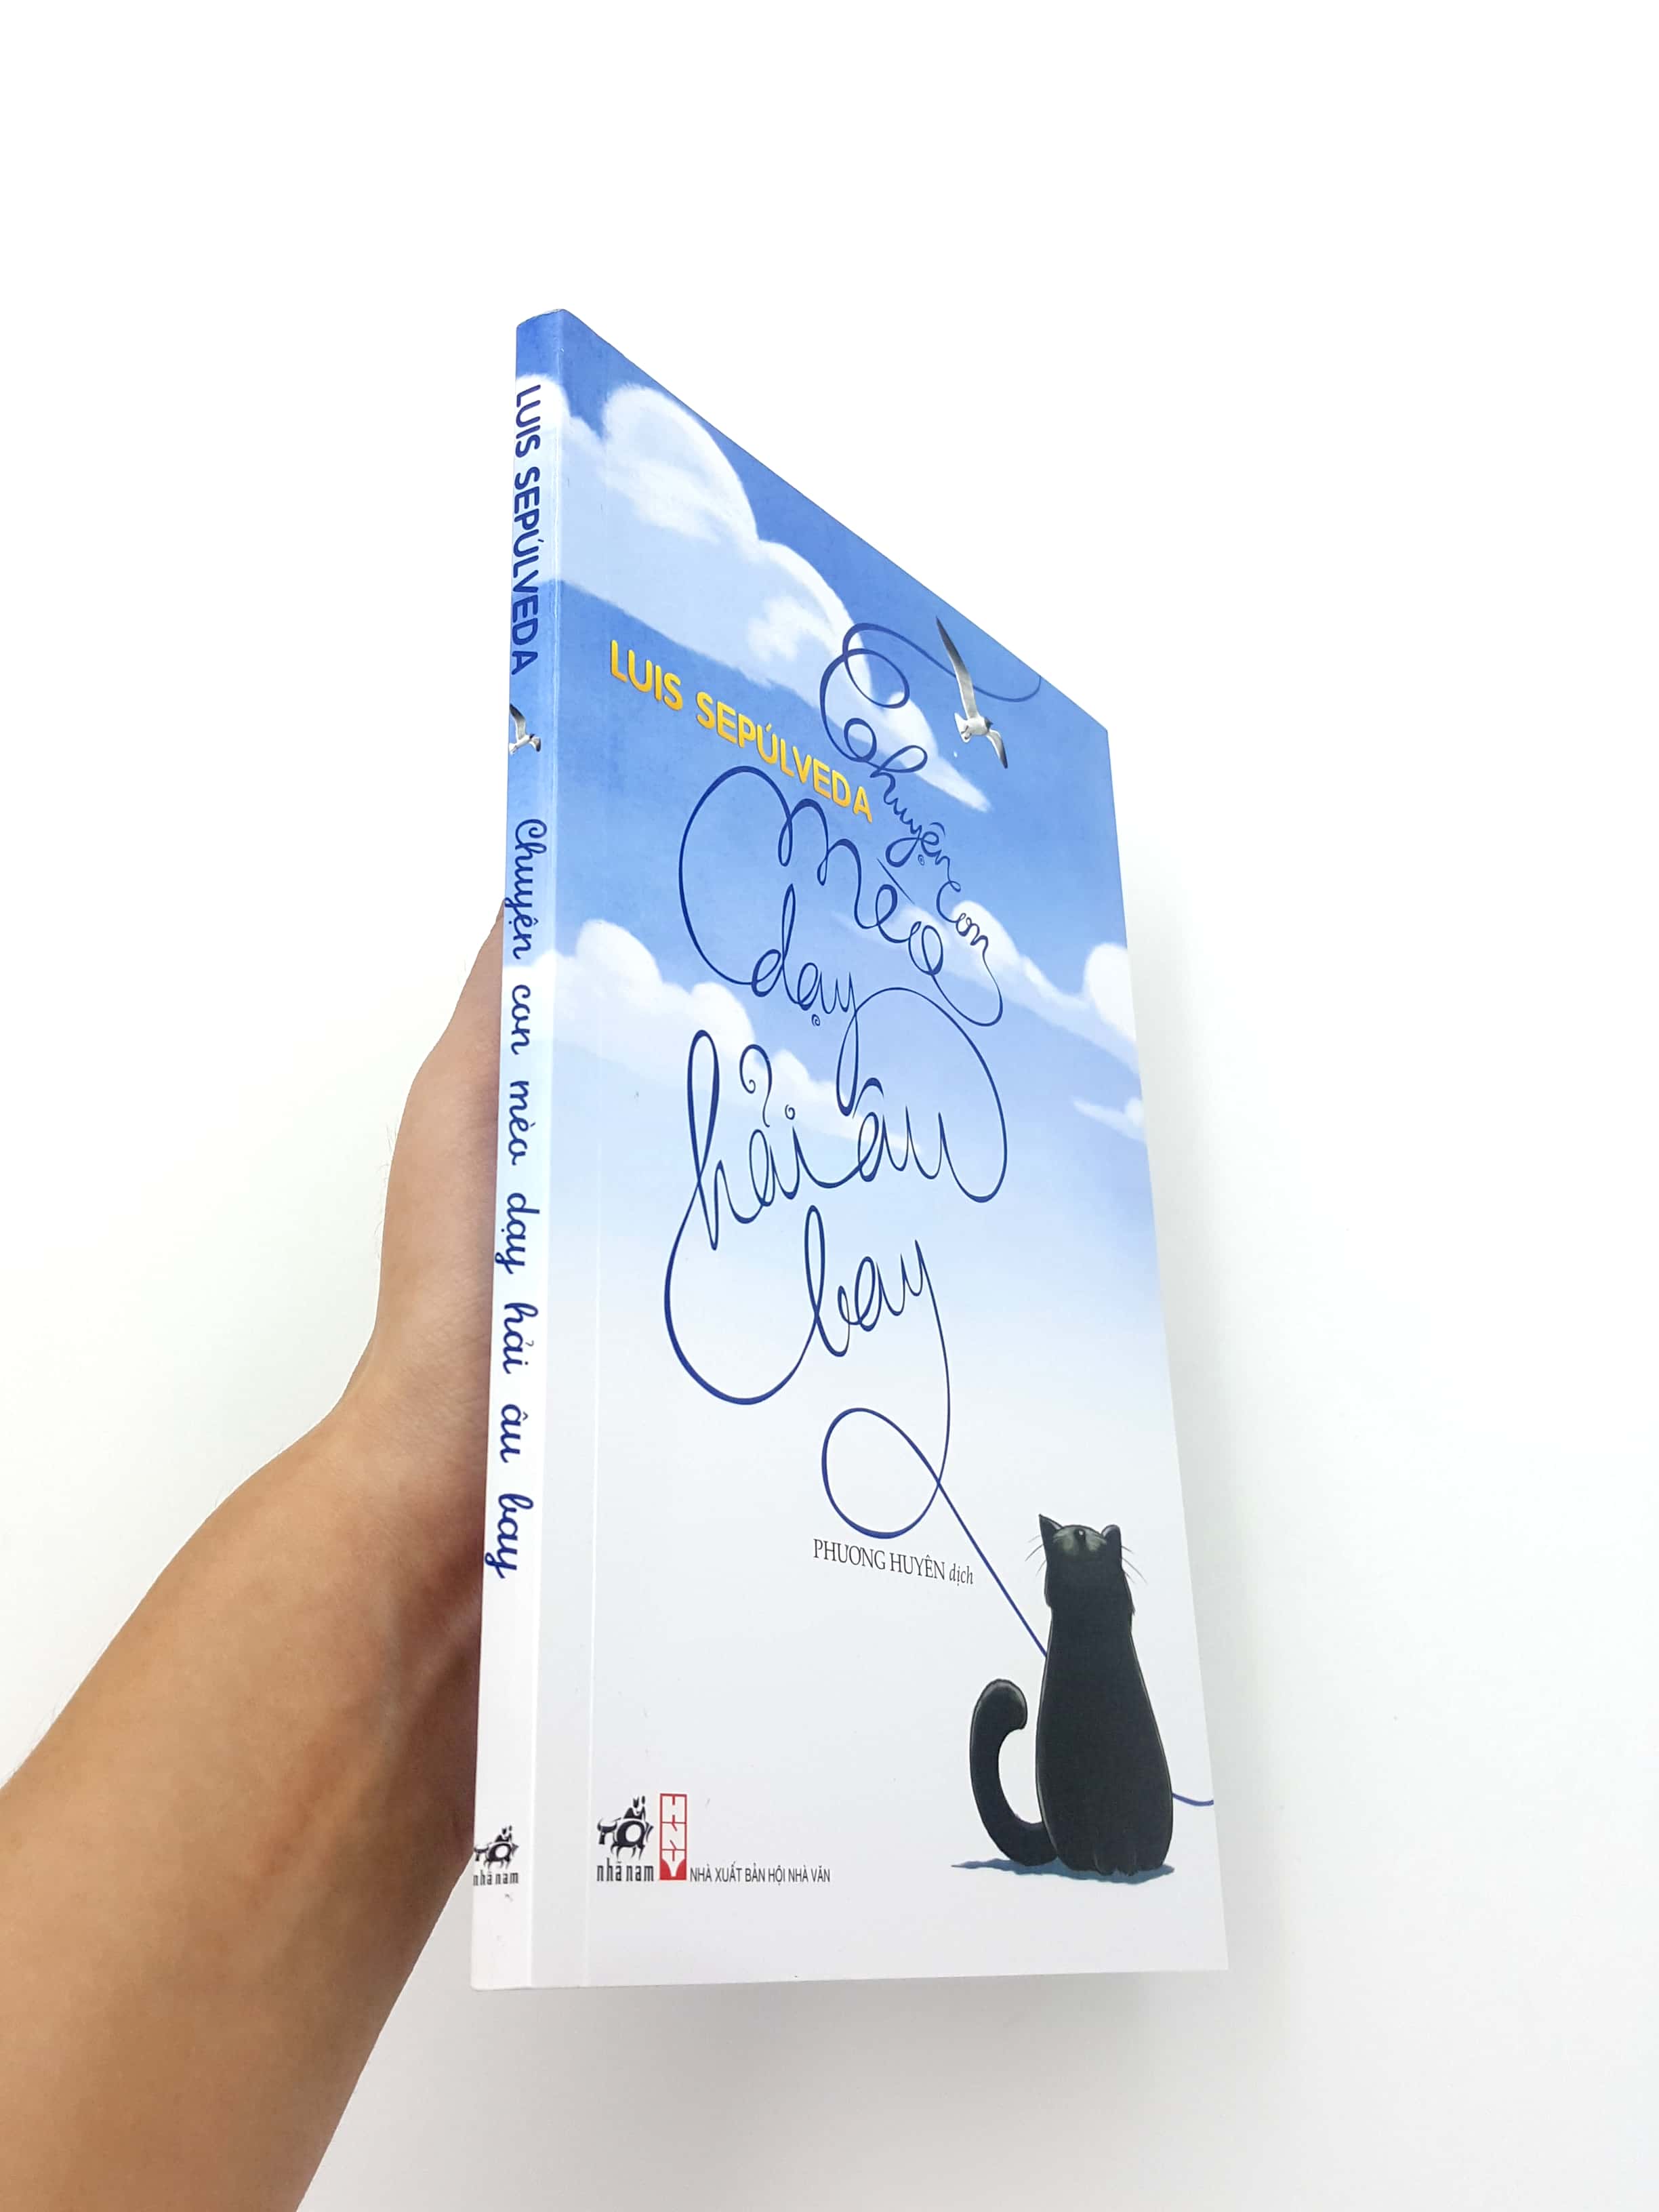 LUIS SEPÚLVEDA
Chuyện con mèo dạy hải âu bay
nhã nam
LUIS SEPÚLVEDA
Chuyện con
Mèo
dạy
hải âu
bay
PHƯƠNG HUYÊN dịch
nhã nam
NHÀ XUẤT BẢN HỘI NHÀ VĂN